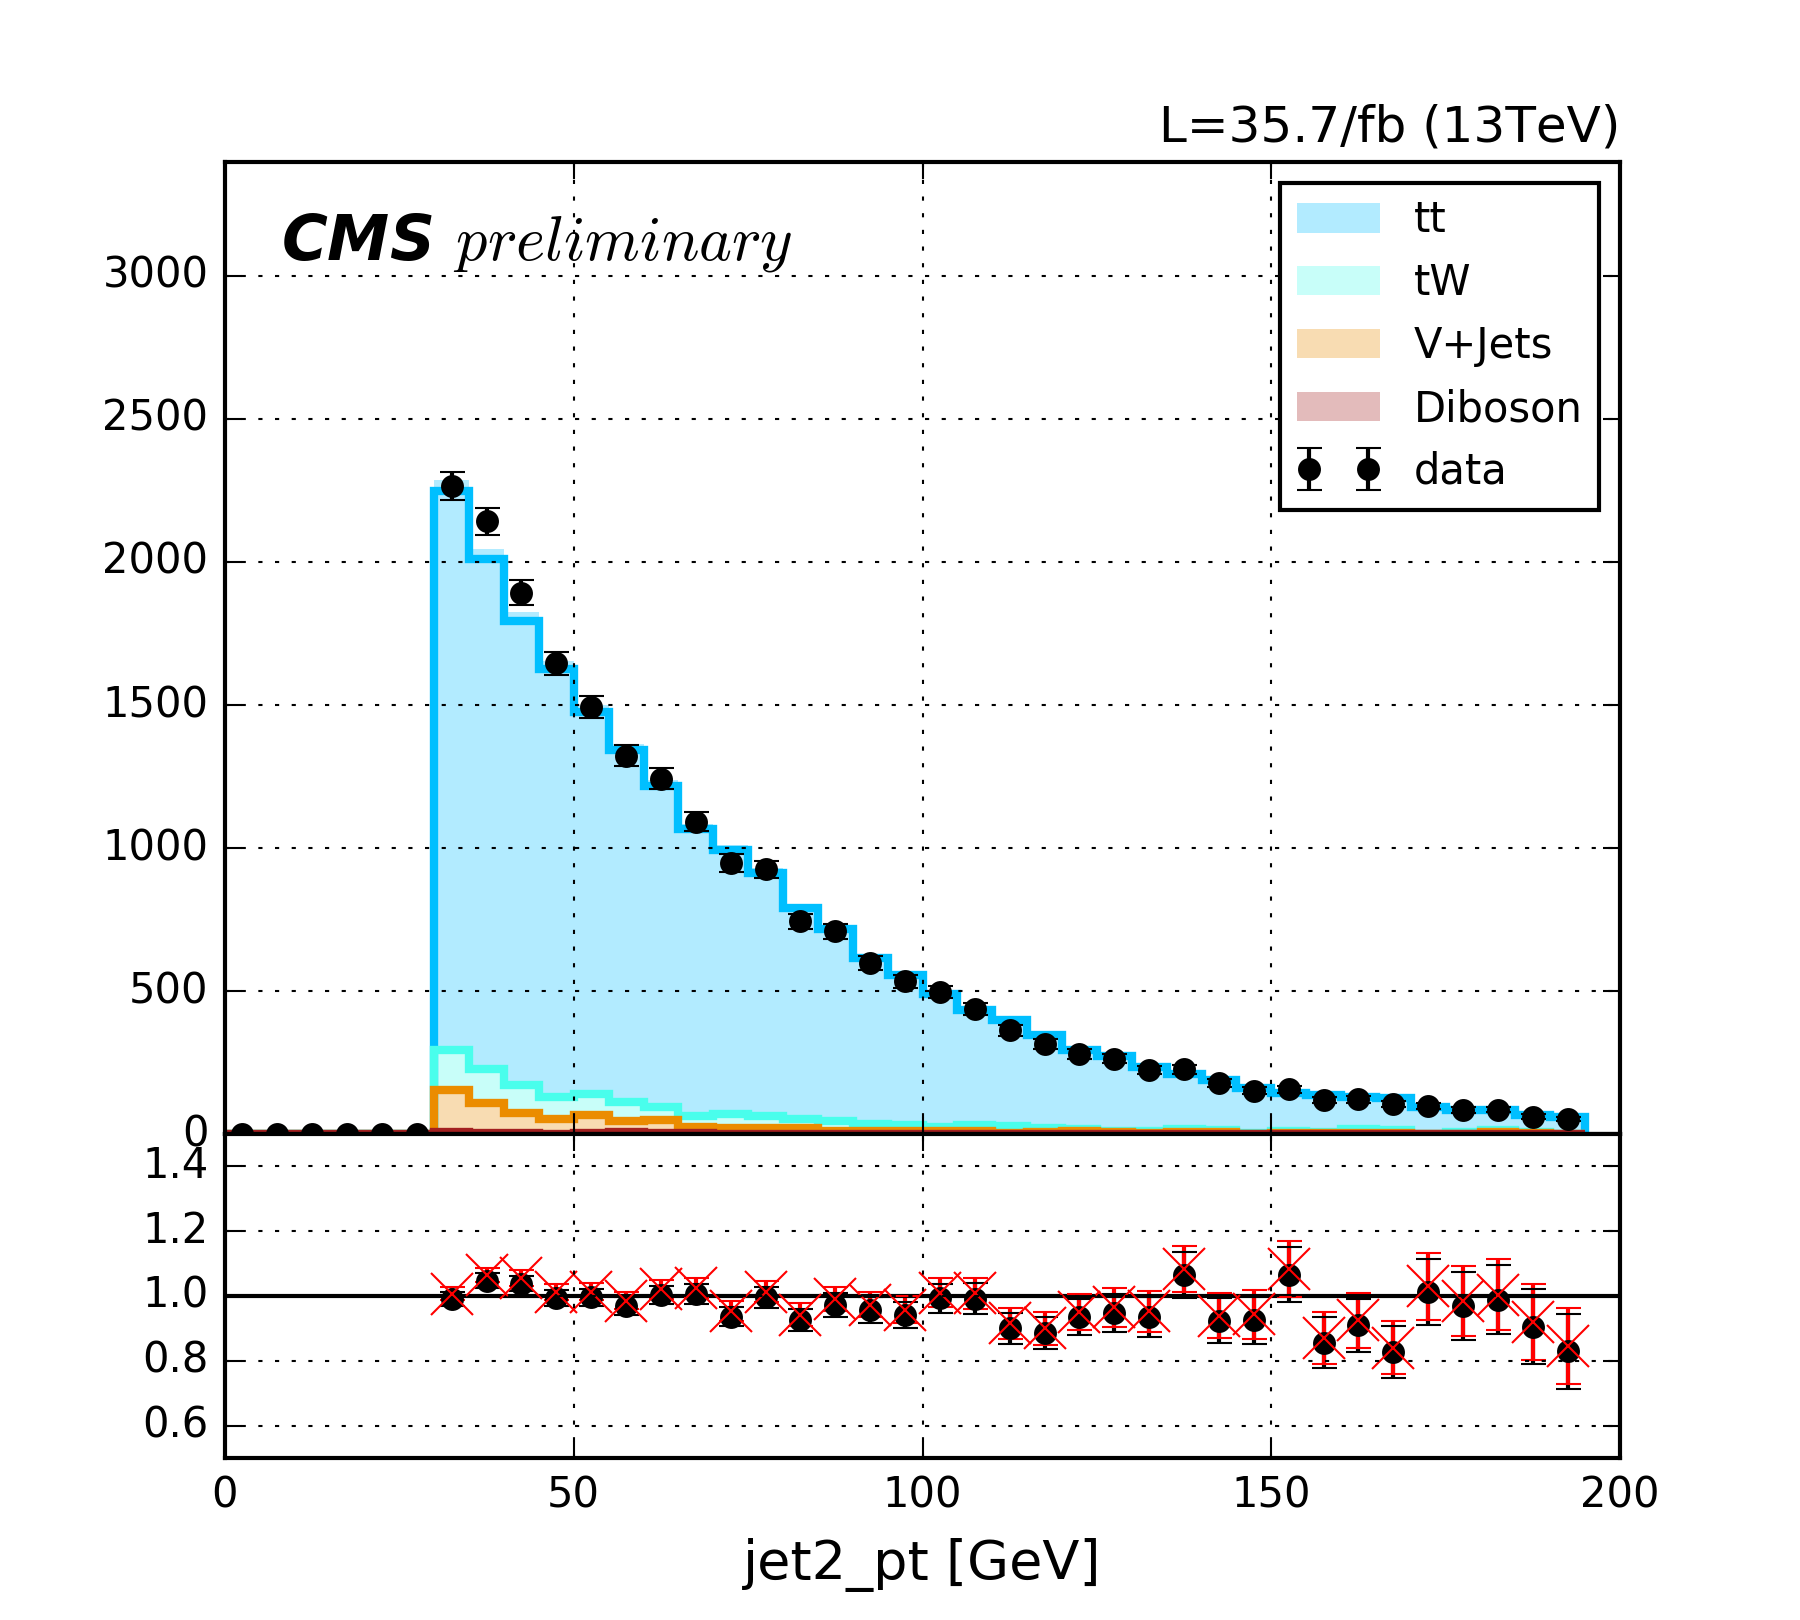 L=35.7/fb (13TeV)
CMS preliminary
tt
tW
V+Jets
Diboson
data
3000
2500
2000
1500
1000
500
0
1.4
1.2
1.0
0.8
0.6
0 50 100 150 200
jet2_pt [GeV]